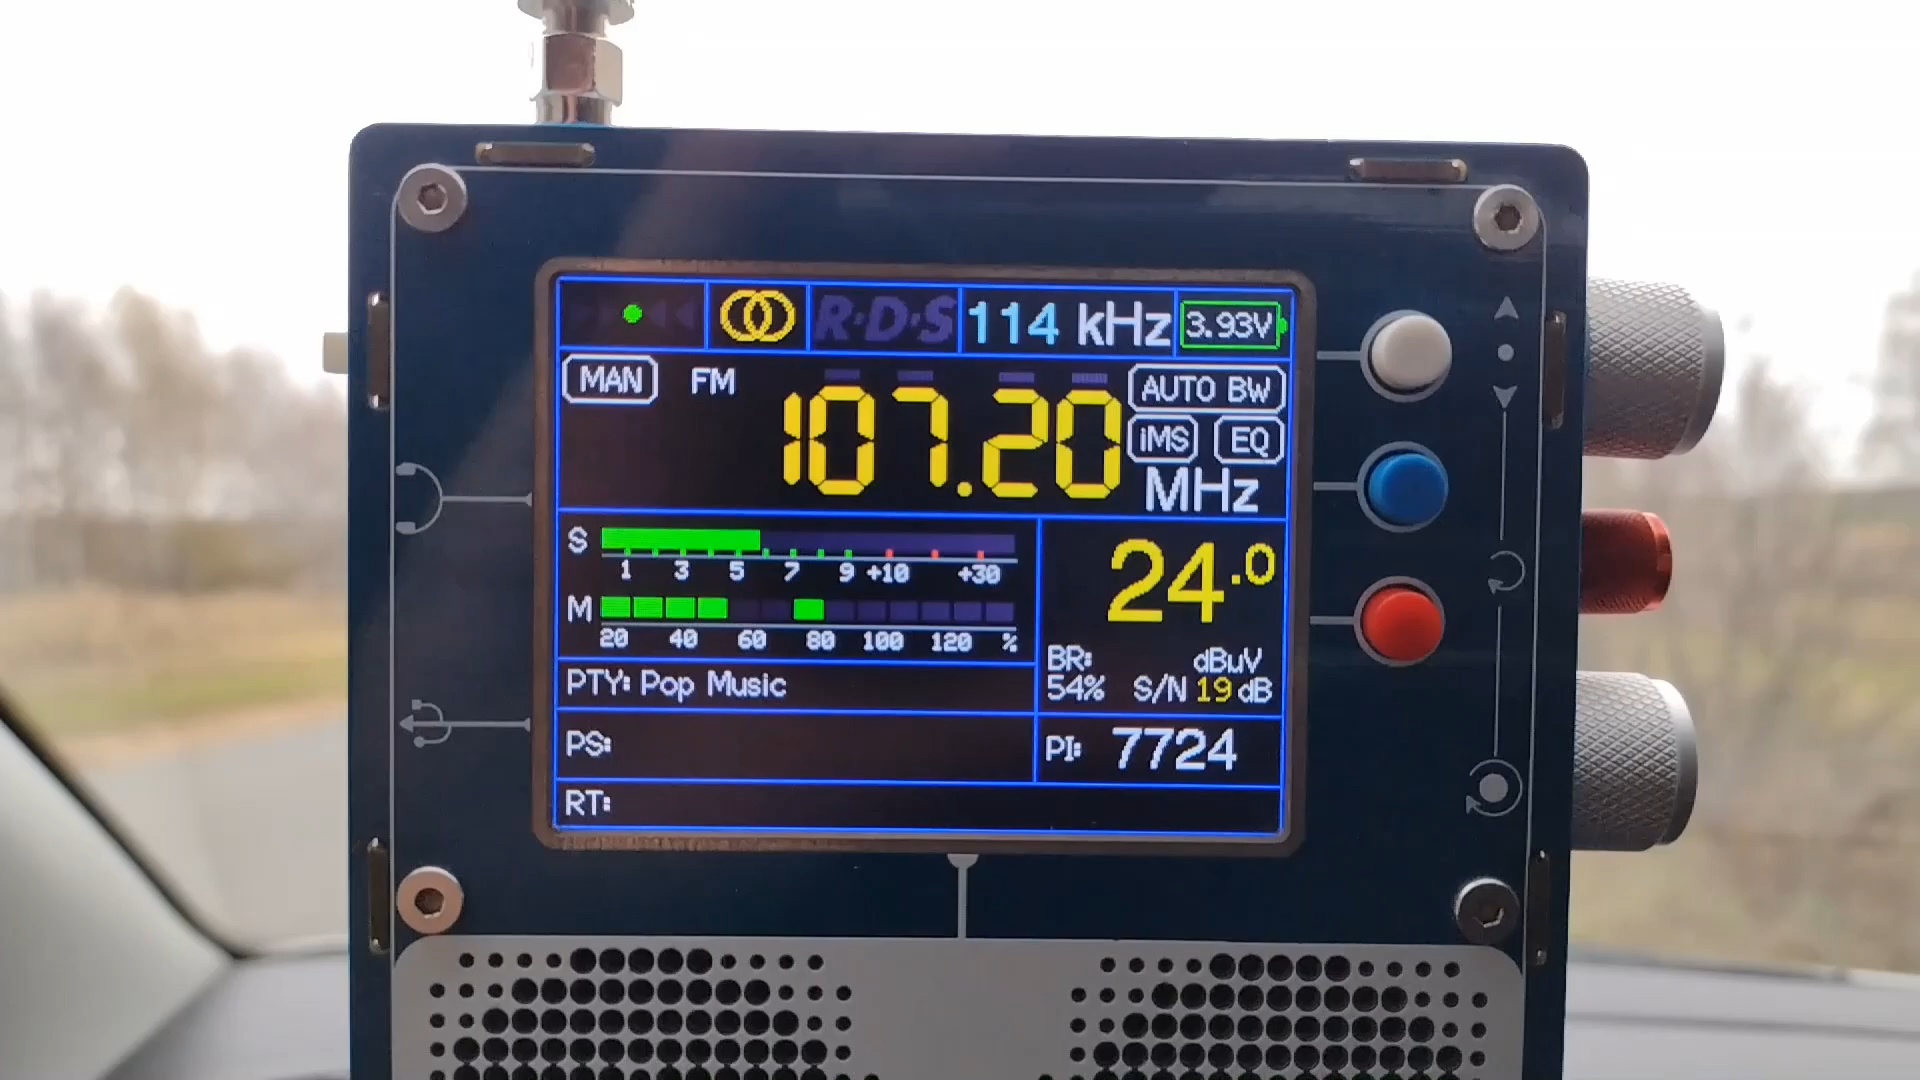 R·D·S 114 kHz 3.93V
MAN FM 107.20 AUTO BW
iMS EQ
MHz
S
1 3 5 7 9 +10 +30
M
20 40 60 80 100 120 %
24.0
BR: dBuV
54% S/N 19 dB
PTY: Pop Music
PS:
PI: 7724
RT: